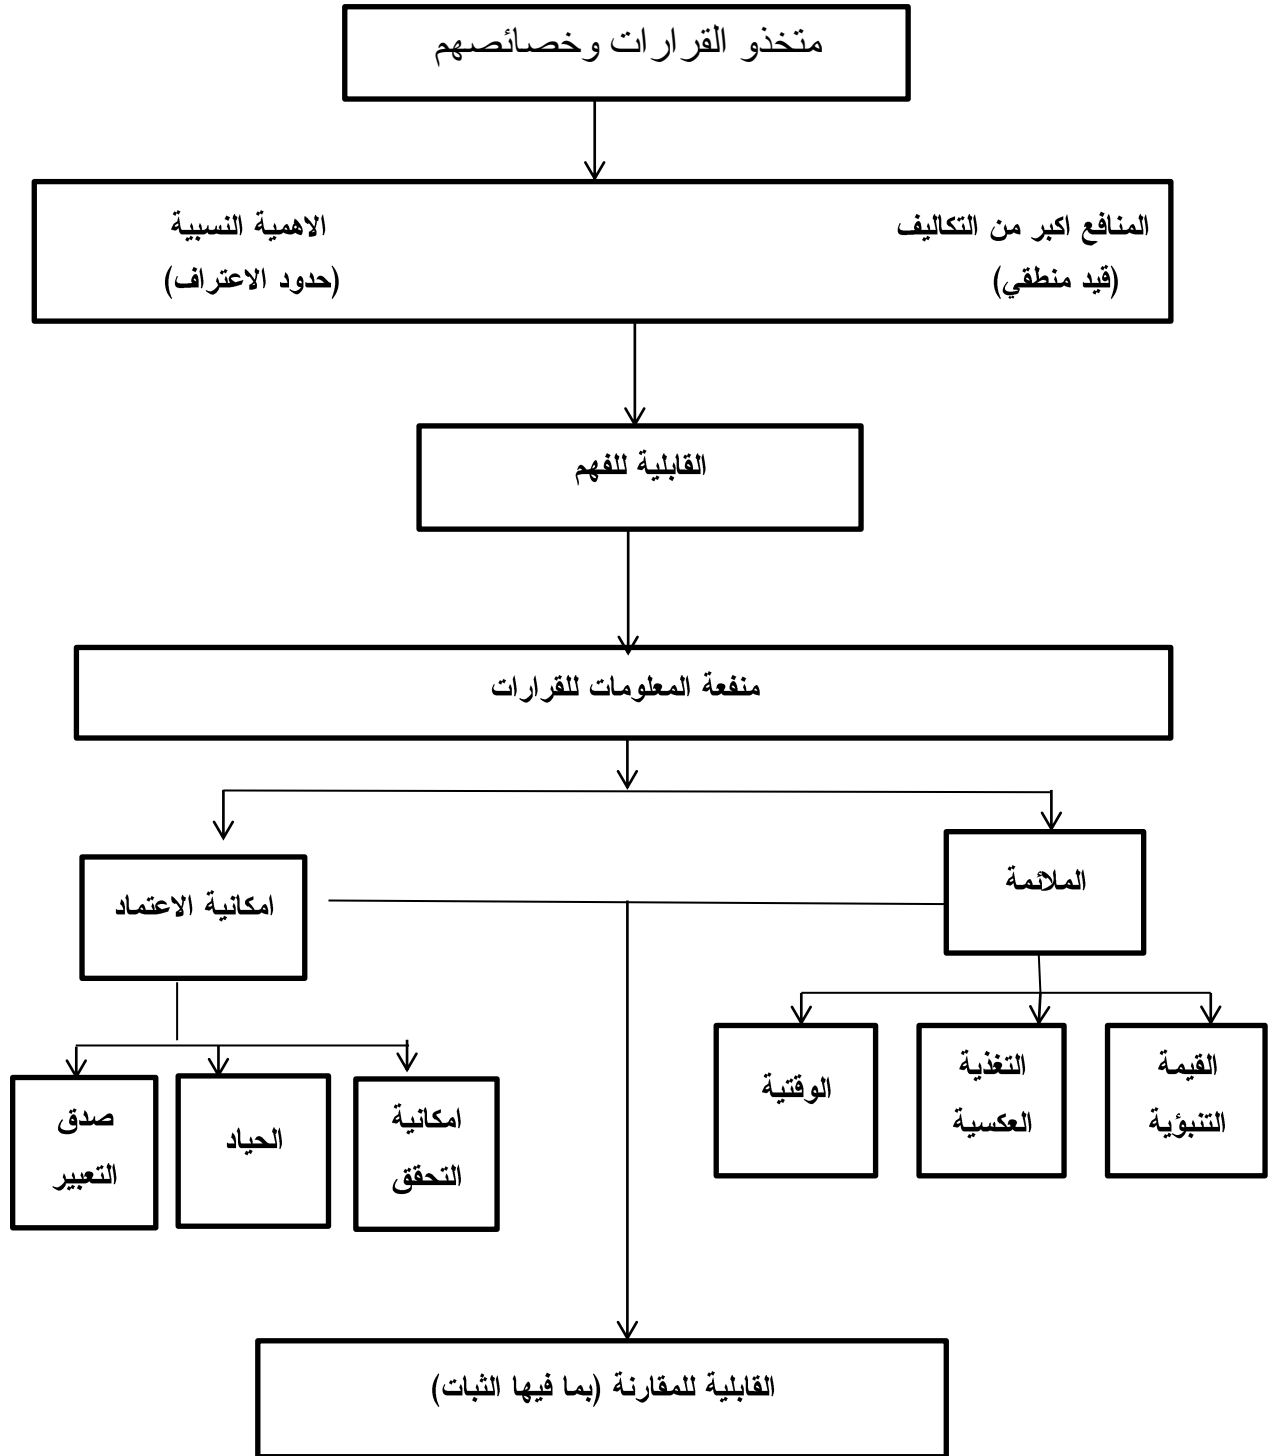 متخذو القرارات وخصائصهم
المنافع اكبر من التكاليف
(قيد منطقي)
الاهمية النسبية
(حدود الاعتراف)
القابلية للفهم
منفعة المعلومات للقرارات
الملائمة
امكانية الاعتماد
القيمة
التنبؤية
التغذية
العكسية
الوقتية
امكانية
التحقق
الحياد
صدق
التعبير
القابلية للمقارنة (بما فيها الثبات)